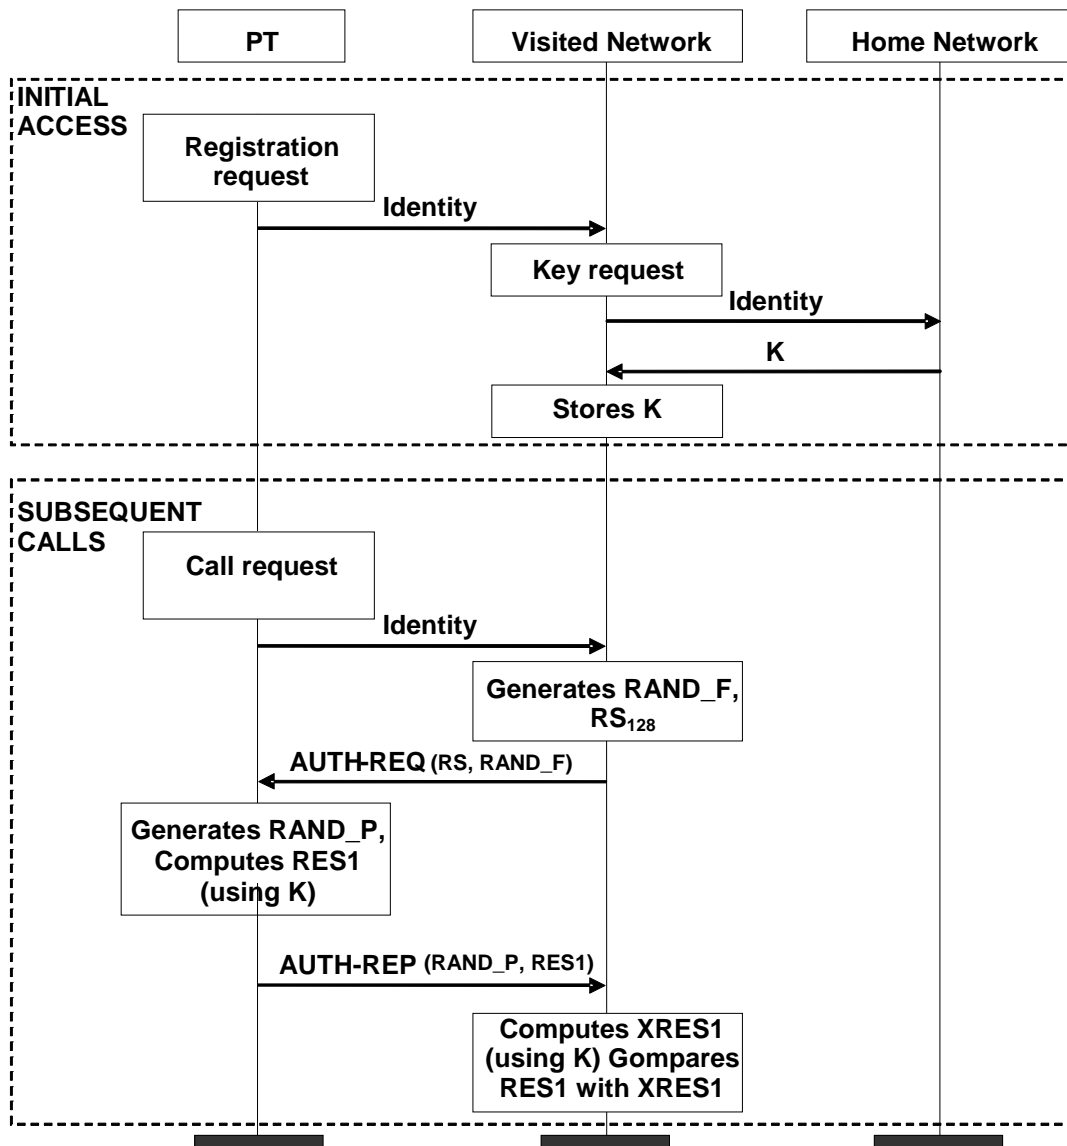 PT
Visited Network
Home Network
INITIAL
ACCESS
Registration
request
Identity
Key request
Identity
K
Stores K
SUBSEQUENT
CALLS
Call request
Identity
Generates RAND_F,
RS₁₂₈
AUTH-REQ (RS, RAND_F)
Generates RAND_P,
Computes RES1
(using K)
AUTH-REP (RAND_P, RES1)
Computes XRES1
(using K) Gompares
RES1 with XRES1